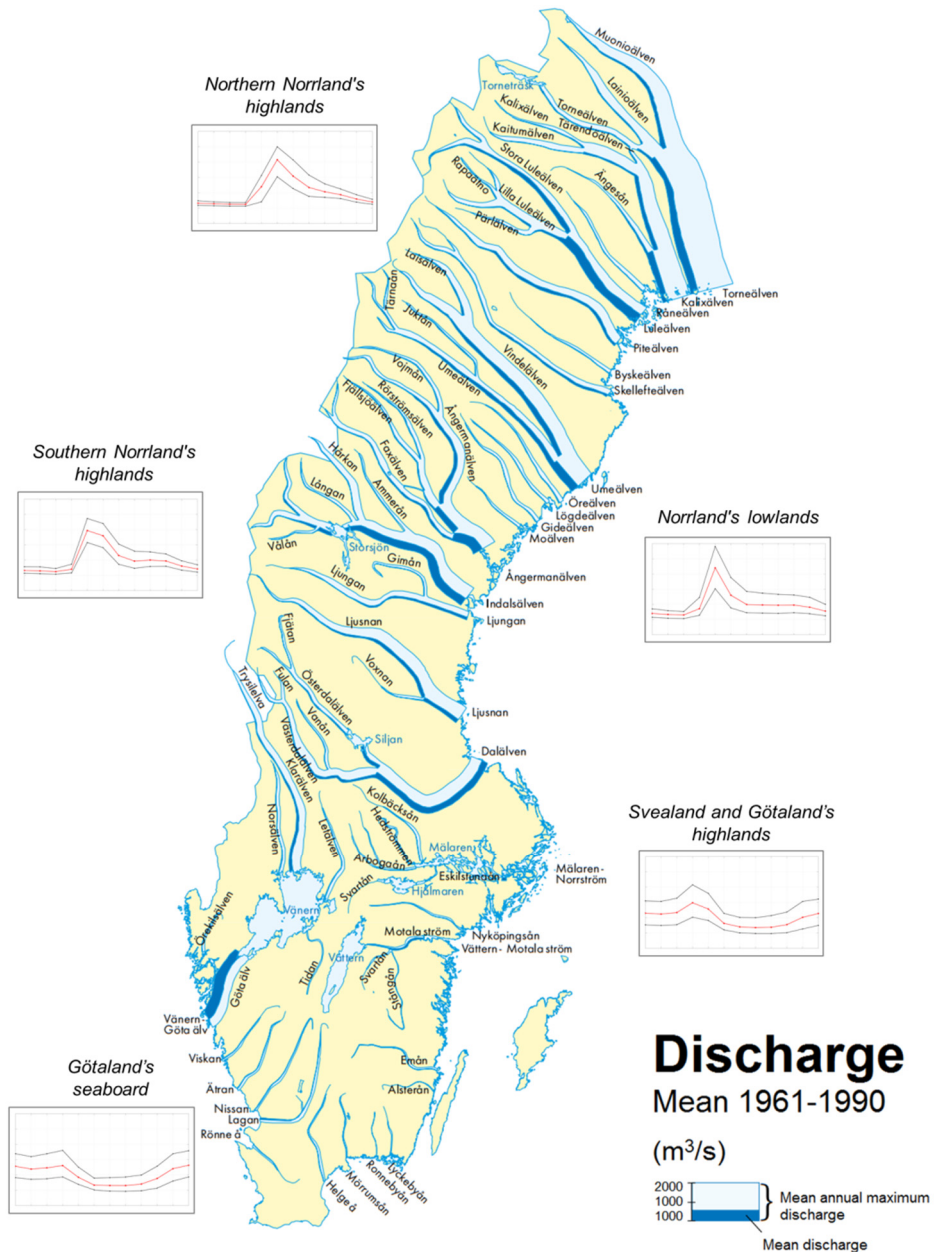 Northern Norrland's
highlands
Southern Norrland's
highlands
Norrland's lowlands
Svealand and Götaland's
highlands
Götaland's
seaboard
Muonioälven
Lainioälven
Torneträsk
Torneälven
Tärendöälven
Kalixälven
Kaitumälven
Ängesån
Stora Luleälven
Rapaätno
Lilla Luleälven
Pärlälven
Torneälven
Kalixälven
Råneälven
Luleälven
Piteälven
Byskeälven
Skellefteälven
Laisälven
Tärnaån
Juktån
Vindelälven
Umeälven
Vojmån
Rörströmsälven
Ångermanälven
Fjällsjöälven
Faxälven
Hårkan
Ammerån
Långan
Storsjön
Vålån
Gimån
Umeälven
Öreälven
Lögdeälven
Gideälven
Moälven
Ångermanälven
Indalsälven
Ljungan
Ljungan
Ljusnan
Voxnan
Ljusnan
Fjätan
Trysilelva
Fulan
Österdalälven
Vanån
Västerdalälven
Siljan
Dalälven
Klarälven
Norsälven
Letälven
Kolbäcksån
Hedströmmen
Arbogaån
Mälaren
Eskilstunaån
Hjälmaren
Svartån
Mälaren-
Norrström
Vänern
Örekilsälven
Göta älv
Tidan
Vättern
Motala ström
Svartån
Stångån
Nyköpingsån
Vättern- Motala ström
Vänern-
Göta älv
Viskan
Ätran
Nissan
Lagan
Rönne å
Emån
Alsterån
Helge å
Mörrumsån
Ronnebyån
Lyckebyån
Discharge
Mean 1961-1990
(m³/s)
2000
1000
1000
Mean annual maximum
discharge
Mean discharge